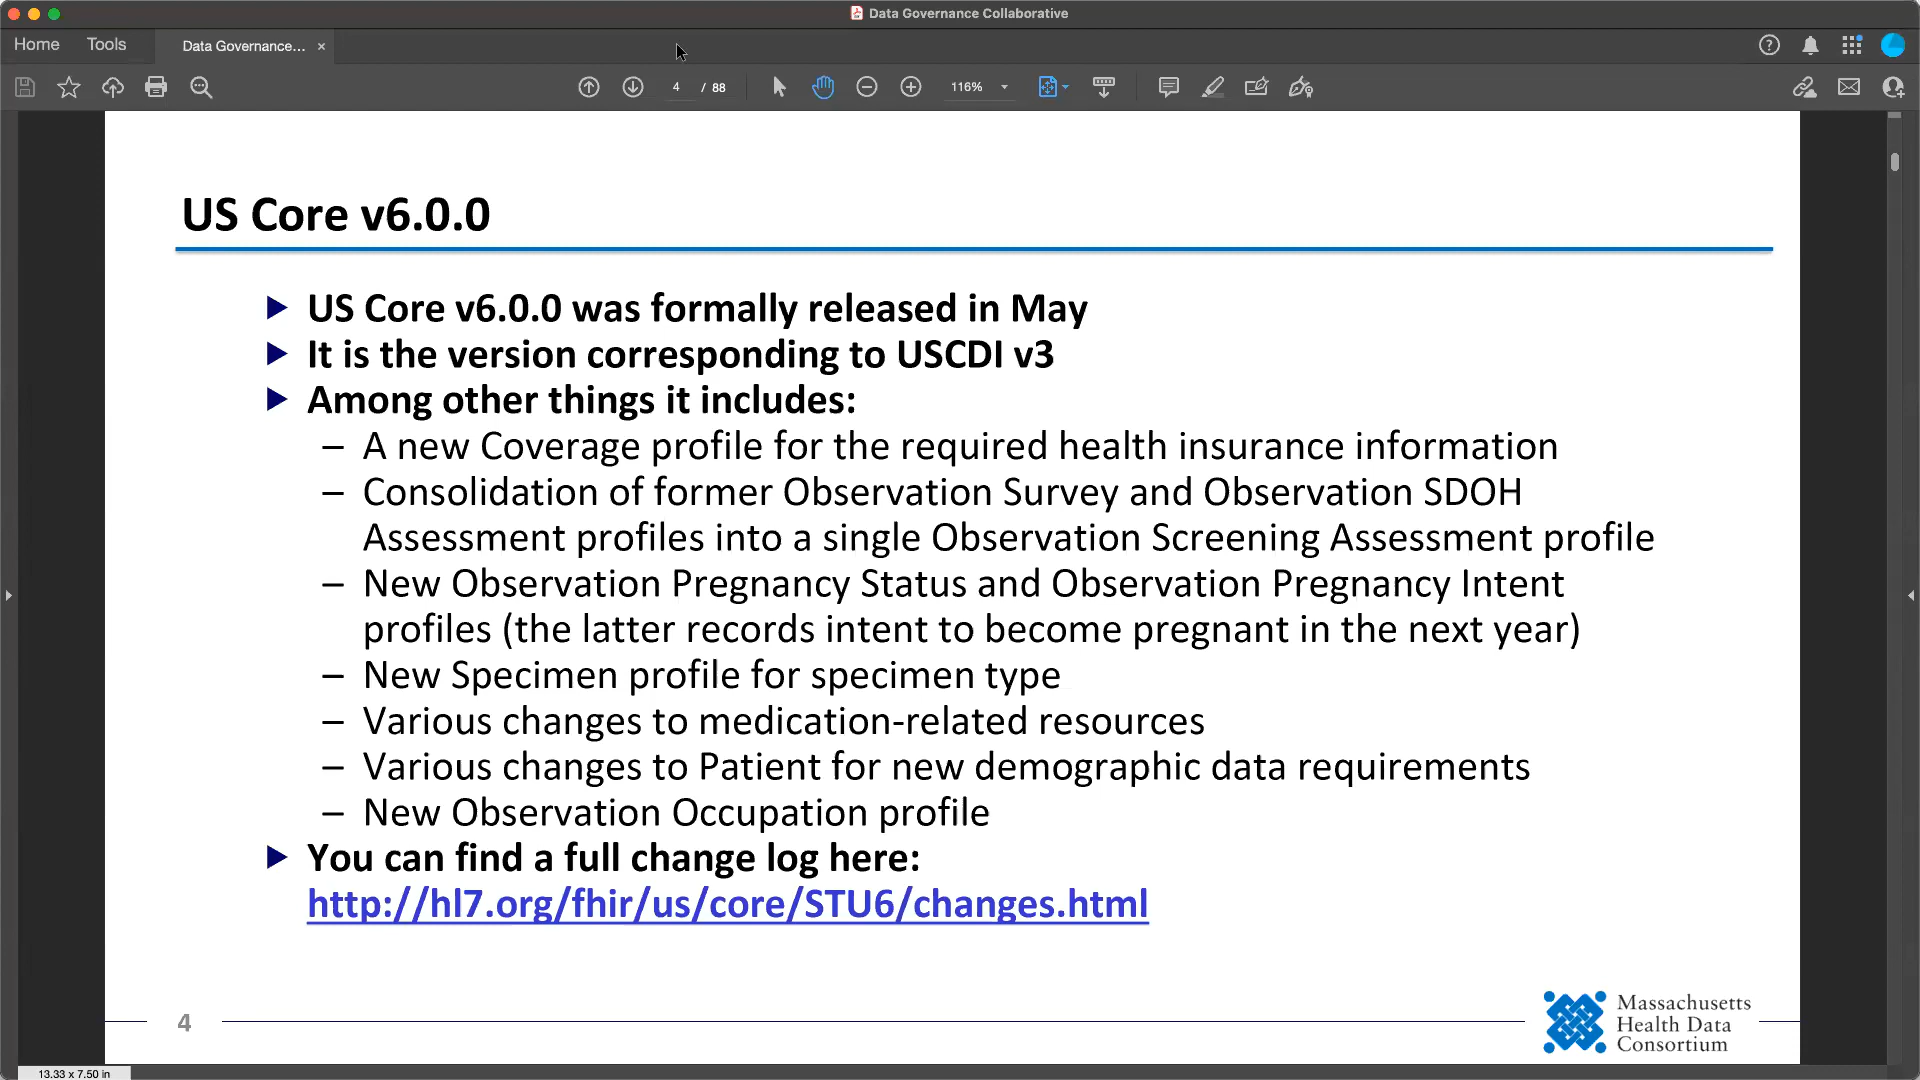 Data Governance Collaborative
Home Tools Data Governance... ×
4 / 88 116%
US Core v6.0.0
▶ US Core v6.0.0 was formally released in May
▶ It is the version corresponding to USCDI v3
▶ Among other things it includes:
– A new Coverage profile for the required health insurance information
– Consolidation of former Observation Survey and Observation SDOH
Assessment profiles into a single Observation Screening Assessment profile
– New Observation Pregnancy Status and Observation Pregnancy Intent
profiles (the latter records intent to become pregnant in the next year)
– New Specimen profile for specimen type
– Various changes to medication-related resources
– Various changes to Patient for new demographic data requirements
– New Observation Occupation profile
▶ You can find a full change log here:
http://hl7.org/fhir/us/core/STU6/changes.html
4
Massachusetts
Health Data
Consortium
13.33 x 7.50 in